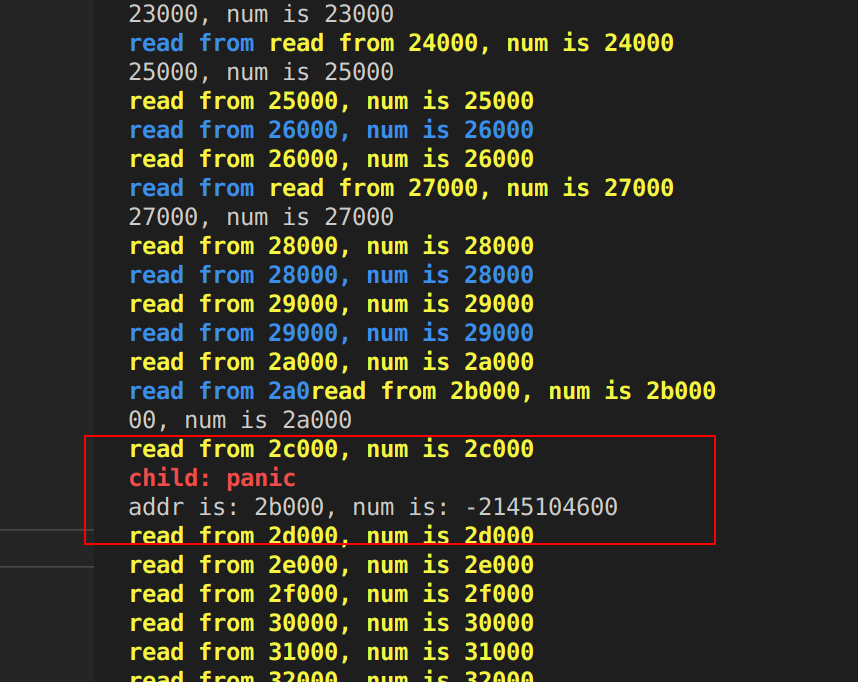 23000, num is 23000
read from read from 24000, num is 24000
25000, num is 25000
read from 25000, num is 25000
read from 26000, num is 26000
read from 26000, num is 26000
read from read from 27000, num is 27000
27000, num is 27000
read from 28000, num is 28000
read from 28000, num is 28000
read from 29000, num is 29000
read from 29000, num is 29000
read from 2a000, num is 2a000
read from 2a0read from 2b000, num is 2b000
00, num is 2a000
read from 2c000, num is 2c000
child: panic
addr is: 2b000, num is: -2145104600
read from 2d000, num is 2d000
read from 2e000, num is 2e000
read from 2f000, num is 2f000
read from 30000, num is 30000
read from 31000, num is 31000
read from 32000, num is 32000